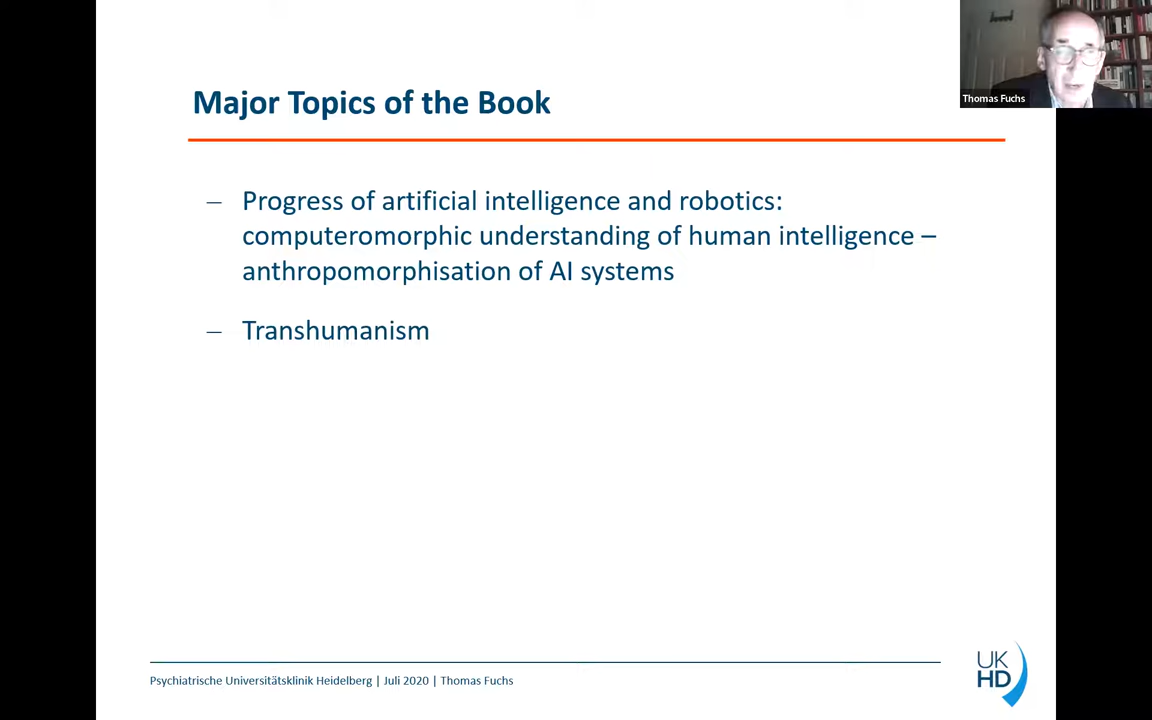 Thomas Fuchs
Major Topics of the Book
– Progress of artificial intelligence and robotics:
computeromorphic understanding of human intelligence –
anthropomorphisation of AI systems
– Transhumanism
Psychiatrische Universitätsklinik Heidelberg | Juli 2020 | Thomas Fuchs
UK
HD